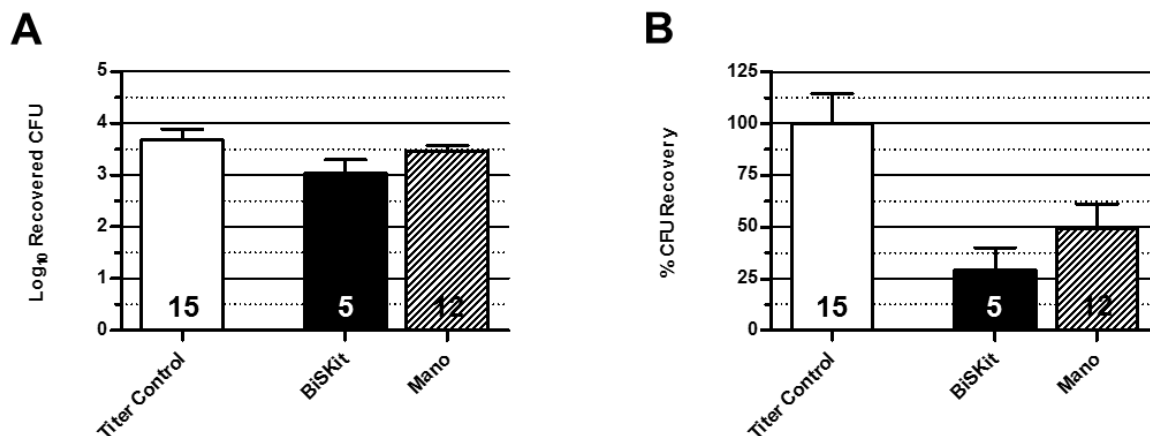 A
Log10 Recovered CFU
5
4
3
2
1
0
15
5
12
Titer Control
BiSKit
Mano
B
% CFU Recovery
125
100
75
50
25
0
15
5
12
Titer Control
BiSKit
Mano